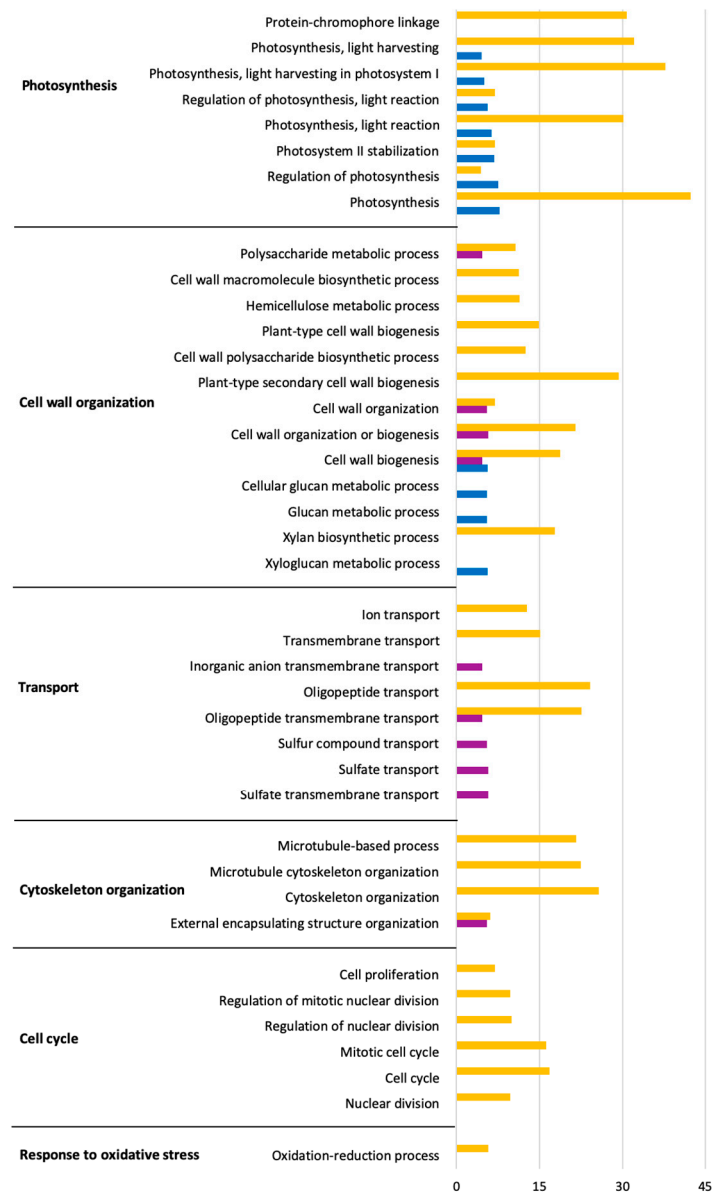 Protein-chromophore linkage
Photosynthesis, light harvesting
Photosynthesis, light harvesting in photosystem I
Photosynthesis
Regulation of photosynthesis, light reaction
Photosynthesis, light reaction
Photosystem II stabilization
Regulation of photosynthesis
Photosynthesis
Polysaccharide metabolic process
Cell wall macromolecule biosynthetic process
Hemicellulose metabolic process
Plant-type cell wall biogenesis
Cell wall polysaccharide biosynthetic process
Plant-type secondary cell wall biogenesis
Cell wall organization
Cell wall organization
Cell wall organization or biogenesis
Cell wall biogenesis
Cellular glucan metabolic process
Glucan metabolic process
Xylan biosynthetic process
Xyloglucan metabolic process
Ion transport
Transmembrane transport
Inorganic anion transmembrane transport
Transport
Oligopeptide transport
Oligopeptide transmembrane transport
Sulfur compound transport
Sulfate transport
Sulfate transmembrane transport
Microtubule-based process
Microtubule cytoskeleton organization
Cytoskeleton organization
Cytoskeleton organization
External encapsulating structure organization
Cell proliferation
Regulation of mitotic nuclear division
Regulation of nuclear division
Cell cycle
Mitotic cell cycle
Cell cycle
Nuclear division
Response to oxidative stress
Oxidation-reduction process
0 15 30 45